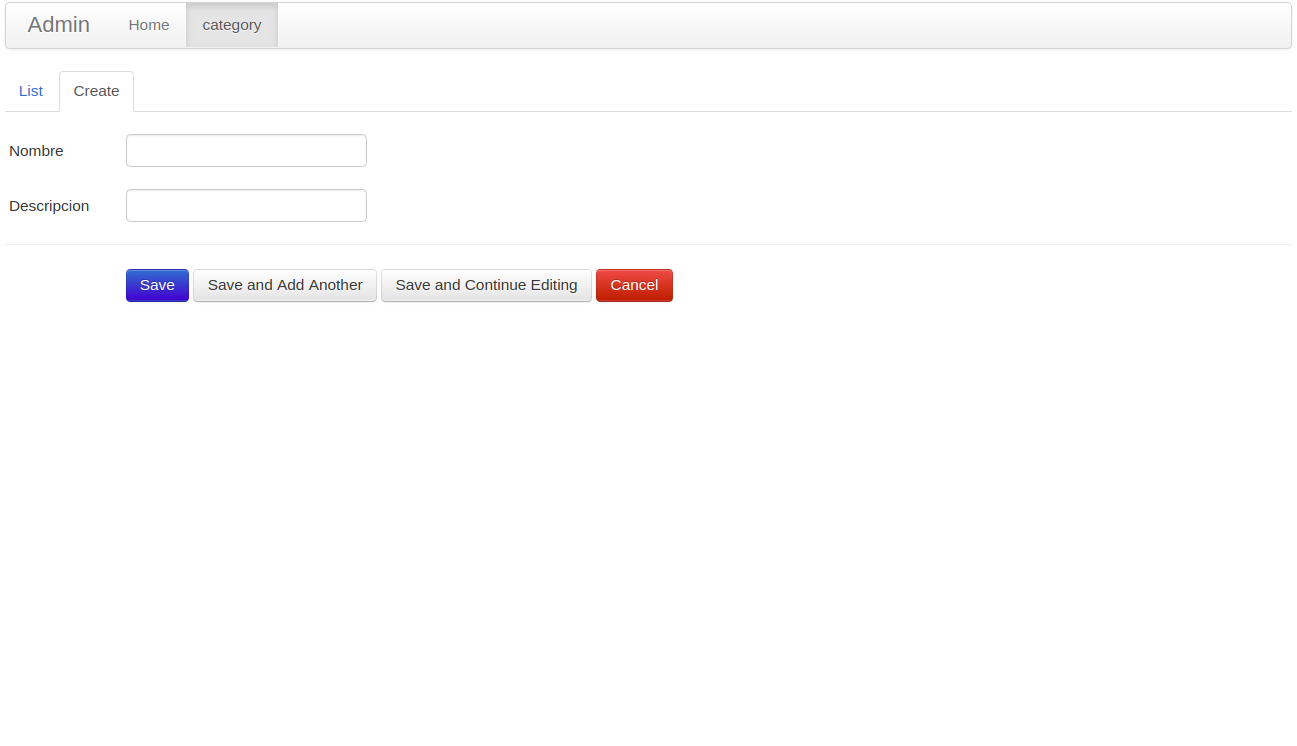 Admin Home category
List Create
Nombre
Descripcion
Save Save and Add Another Save and Continue Editing Cancel